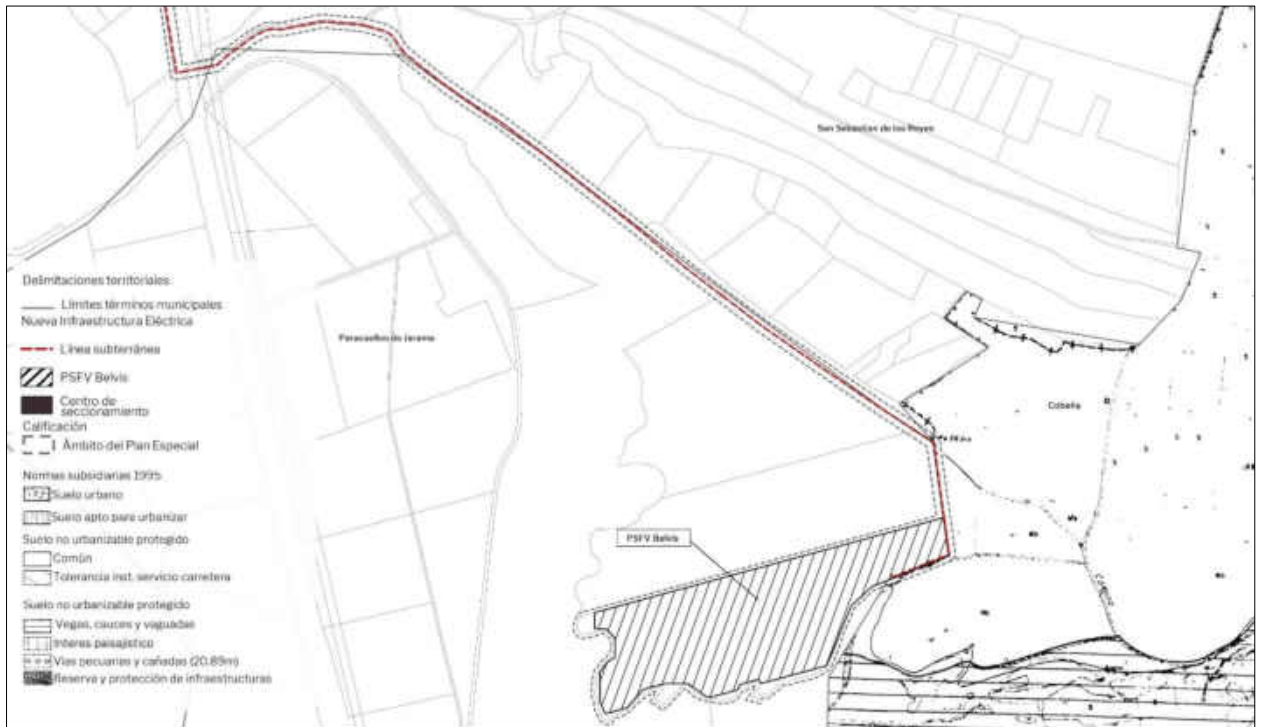 San Sebastián de los Reyes
Delimitaciones territoriales
Límites términos municipales
Nueva Infraestructura Eléctrica
Línea subterránea
PSFV Belvis
Centro de
seccionamiento
Calificación
Ámbito del Plan Especial
Normas subsidiarias 1995
Suelo urbano
Suelo apto para urbanizar
Suelo no urbanizable protegido
Común
Tolerancia inst. servicio carretera
Suelo no urbanizable protegido
Vegas, cauces y vaguadas
Interes paisajístico
Vías pecuarias y cañadas (20.89m)
Reserva y protección de infraestructuras
Paracuellos de Jarama
Cobeña
PSFV Belvis